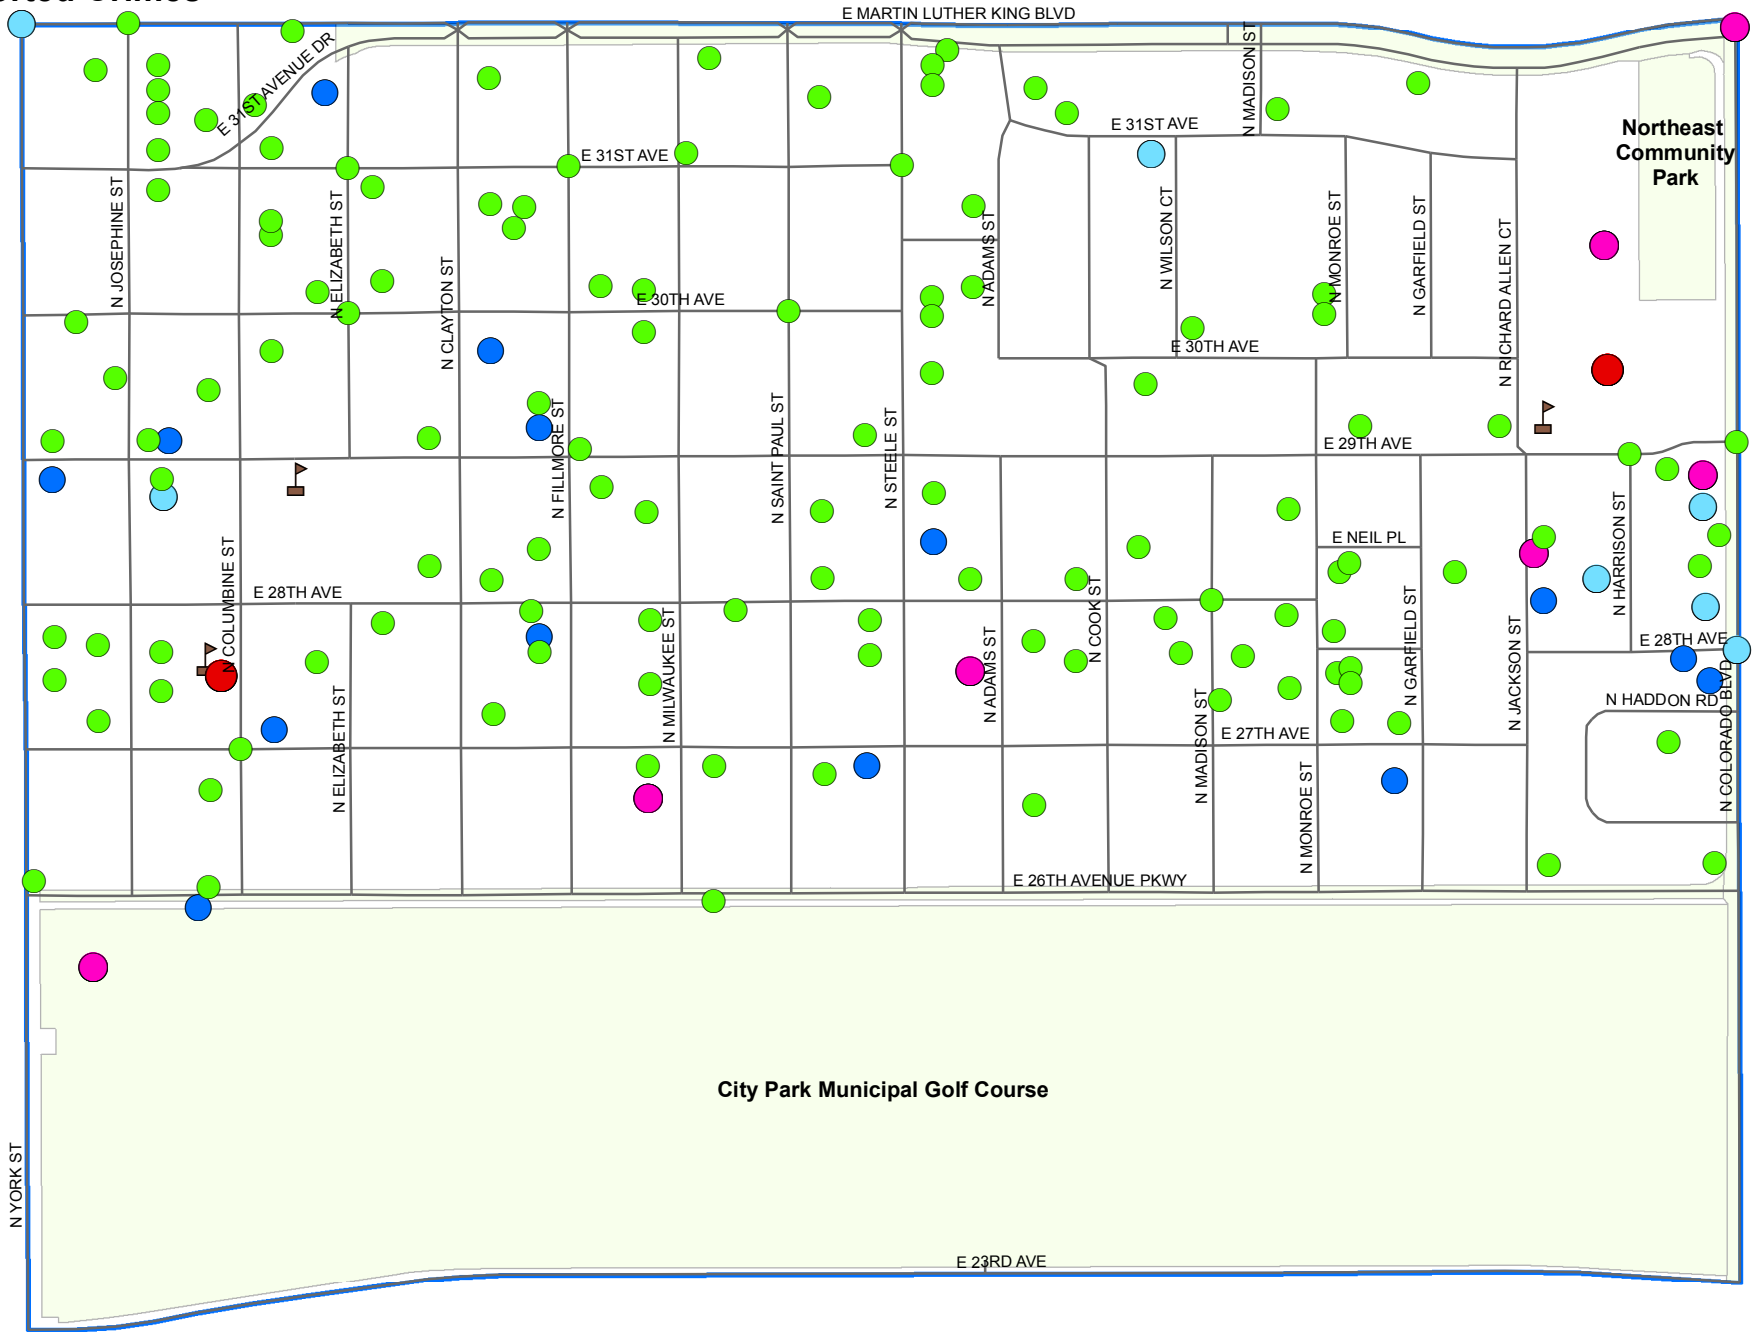 E MARTIN LUTHER KING BLVD
E 31ST AVENUE DR
N MADISON ST
E 31ST AVE
Northeast
Community
Park
E 31ST AVE
N JOSEPHINE ST
N ELIZABETH ST
N CLAYTON ST
N ADAMS ST
N WILSON CT
N MONROE ST
N GARFIELD ST
N RICHARD ALLEN CT
E 30TH AVE
E 30TH AVE
N FILLMORE ST
N SAINT PAUL ST
N STEELE ST
E 29TH AVE
N HARRISON ST
E NEIL PL
N COLUMBINE ST
E 28TH AVE
N COOK ST
N GARFIELD ST
N JACKSON ST
E 28TH AVE
N MILWAUKEE ST
N ADAMS ST
N ELIZABETH ST
N MADISON ST
N HADDON RD
N COLORADO BLVD
E 27TH AVE
N MONROE ST
E 26TH AVENUE PKWY
City Park Municipal Golf Course
N YORK ST
E 23RD AVE